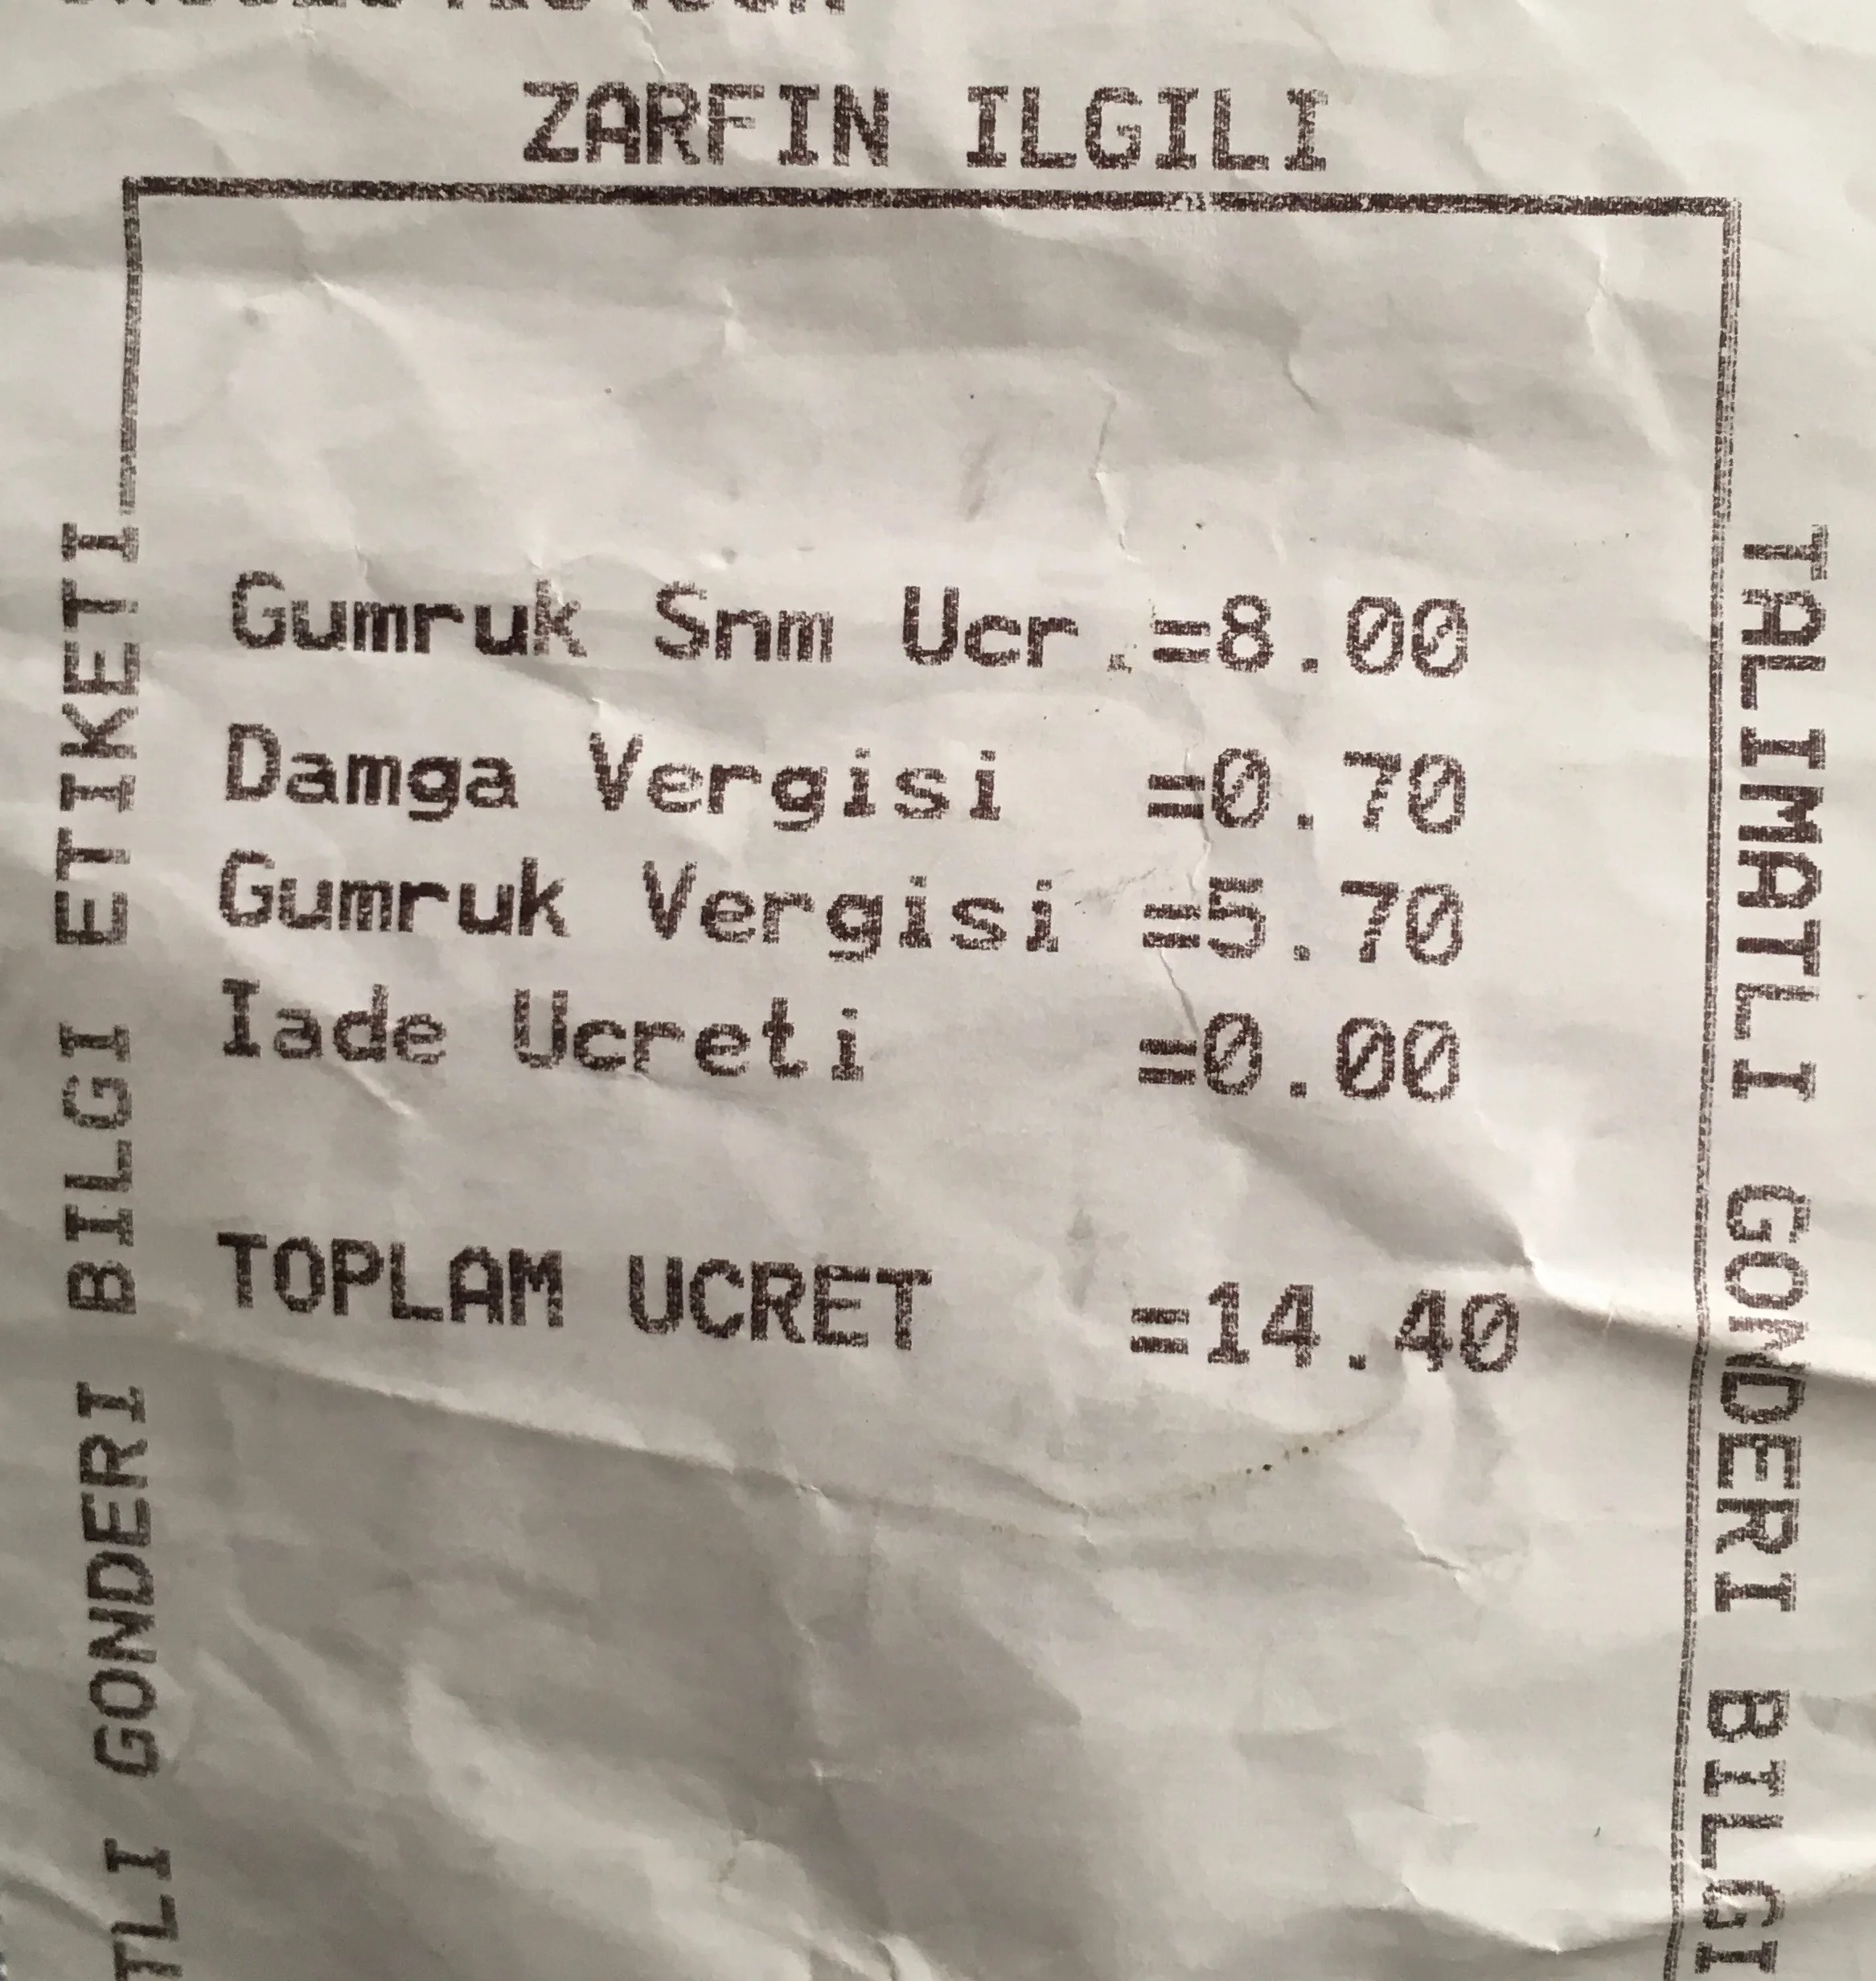 ZARFIN ILGILI
TALIMATLI GONDERI BILGI
GONDERI BILGI ETIKETI
Gumruk Snm Ucr.=8.00
Damga Vergisi =0.70
Gumruk Vergisi =5.70
Iade Ucreti =0.00
TOPLAM UCRET =14.40